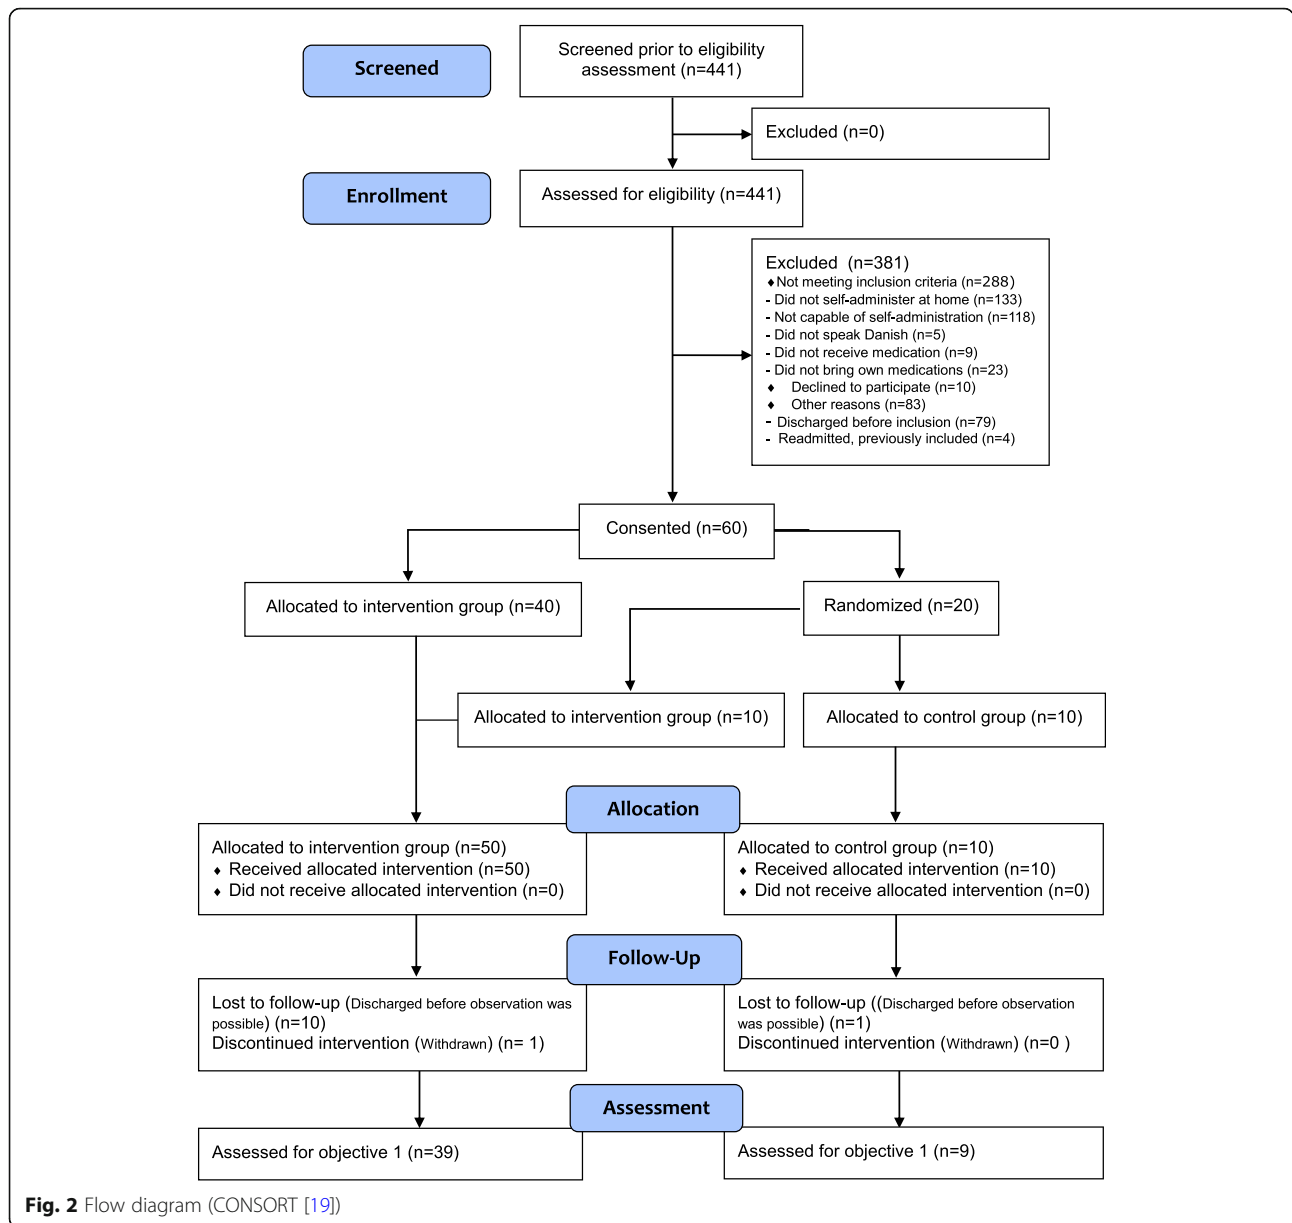 Screened
Screened prior to eligibility
assessment (n=441)
Excluded (n=0)
Enrollment
Assessed for eligibility (n=441)
Excluded  (n=381)
♦Not meeting inclusion criteria (n=288)
- Did not self-administer at home (n=133)
- Not capable of self-administration (n=118)
- Did not speak Danish (n=5)
- Did not receive medication (n=9)
- Did not bring own medications (n=23)
♦ Declined to participate (n=10)
♦ Other reasons (n=83)
- Discharged before inclusion (n=79)
- Readmitted, previously included (n=4)
Consented (n=60)
Allocated to intervention group (n=40)
Randomized (n=20)
Allocated to intervention group (n=10)
Allocated to control group (n=10)
Allocation
Allocated to intervention group (n=50)
♦ Received allocated intervention (n=50)
♦ Did not receive allocated intervention (n=0)
Allocated to control group (n=10)
♦ Received allocated intervention (n=10)
♦ Did not receive allocated intervention (n=0)
Follow-Up
Lost to follow-up (Discharged before observation was
possible) (n=10)
Discontinued intervention (Withdrawn) (n= 1)
Lost to follow-up ((Discharged before observation
was possible) (n=1)
Discontinued intervention (Withdrawn) (n=0 )
Assessment
Assessed for objective 1 (n=39)
Assessed for objective 1 (n=9)
Fig. 2 Flow diagram (CONSORT [19])